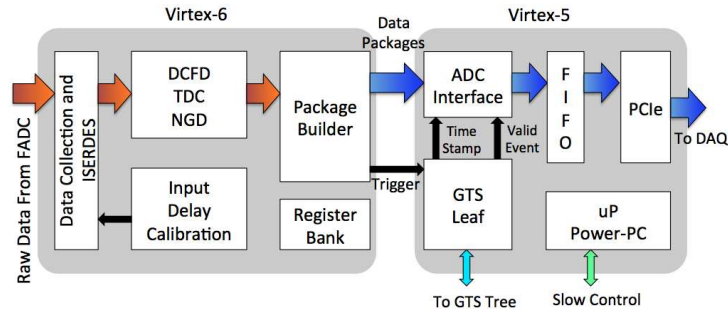 Virtex-6
Virtex-5
Raw Data From FADC
Data Collection and
ISERDES
DCFD
TDC
NGD
Input
Delay
Calibration
Package
Builder
Register
Bank
Data
Packages
Trigger
ADC
Interface
Time
Stamp
Valid
Event
GTS
Leaf
F
I
F
O
PCIe
To DAQ
uP
Power-PC
To GTS Tree
Slow Control